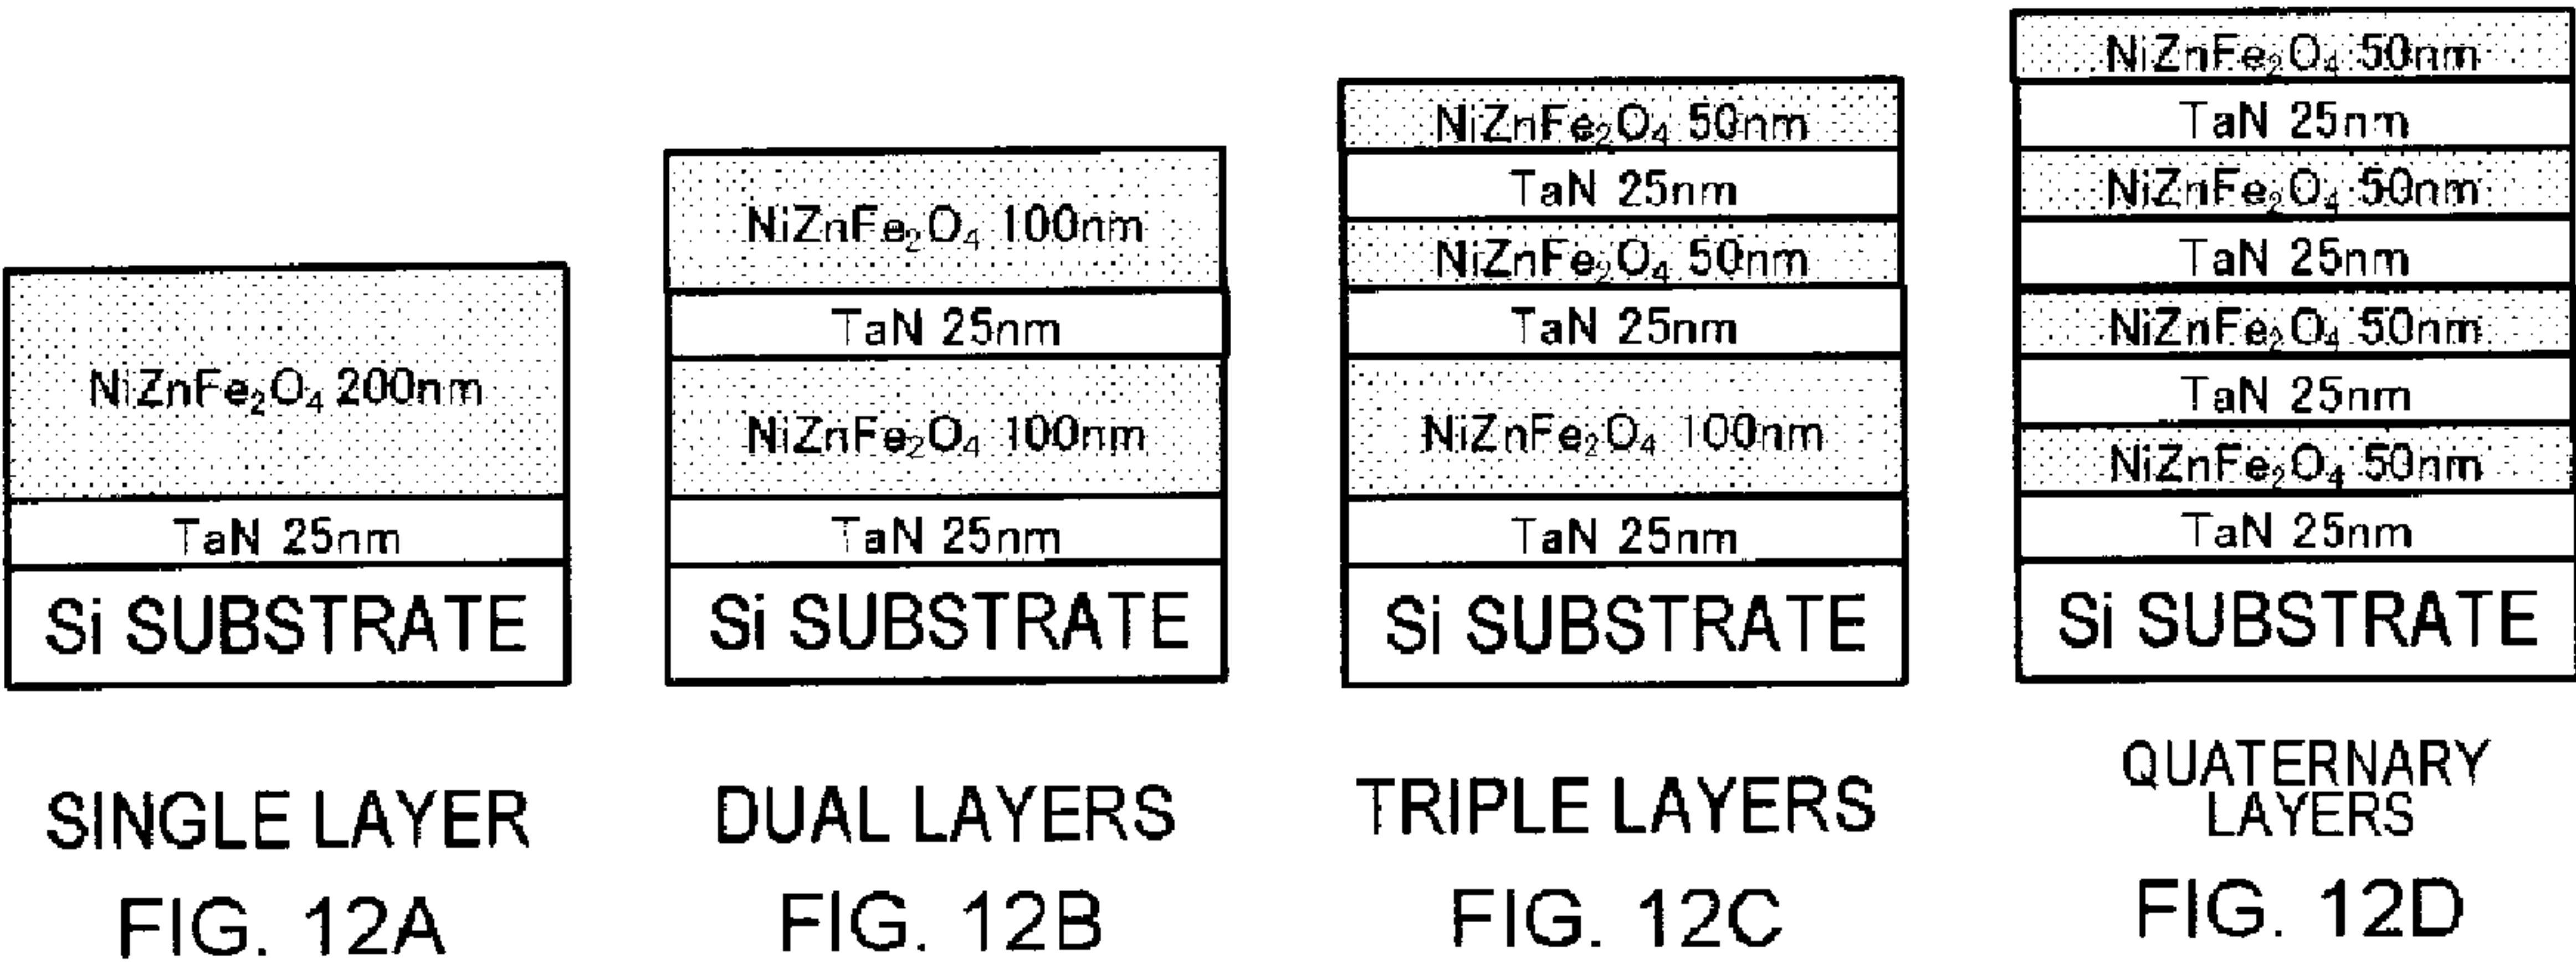 NiZnFe₂O₄ 200nm
TaN 25nm
Si SUBSTRATE
SINGLE LAYER
FIG. 12A
NiZnFe₂O₄ 100nm
TaN 25nm
NiZnFe₂O₄ 100nm
TaN 25nm
Si SUBSTRATE
DUAL LAYERS
FIG. 12B
NiZnFe₂O₄ 50nm
TaN 25nm
NiZnFe₂O₄ 50nm
TaN 25nm
NiZnFe₂O₄ 100nm
TaN 25nm
Si SUBSTRATE
TRIPLE LAYERS
FIG. 12C
NiZnFe₂O₄ 50nm
TaN 25nm
NiZnFe₂O₄ 50nm
TaN 25nm
NiZnFe₂O₄ 50nm
TaN 25nm
NiZnFe₂O₄ 50nm
TaN 25nm
Si SUBSTRATE
QUATERNARY
LAYERS
FIG. 12D